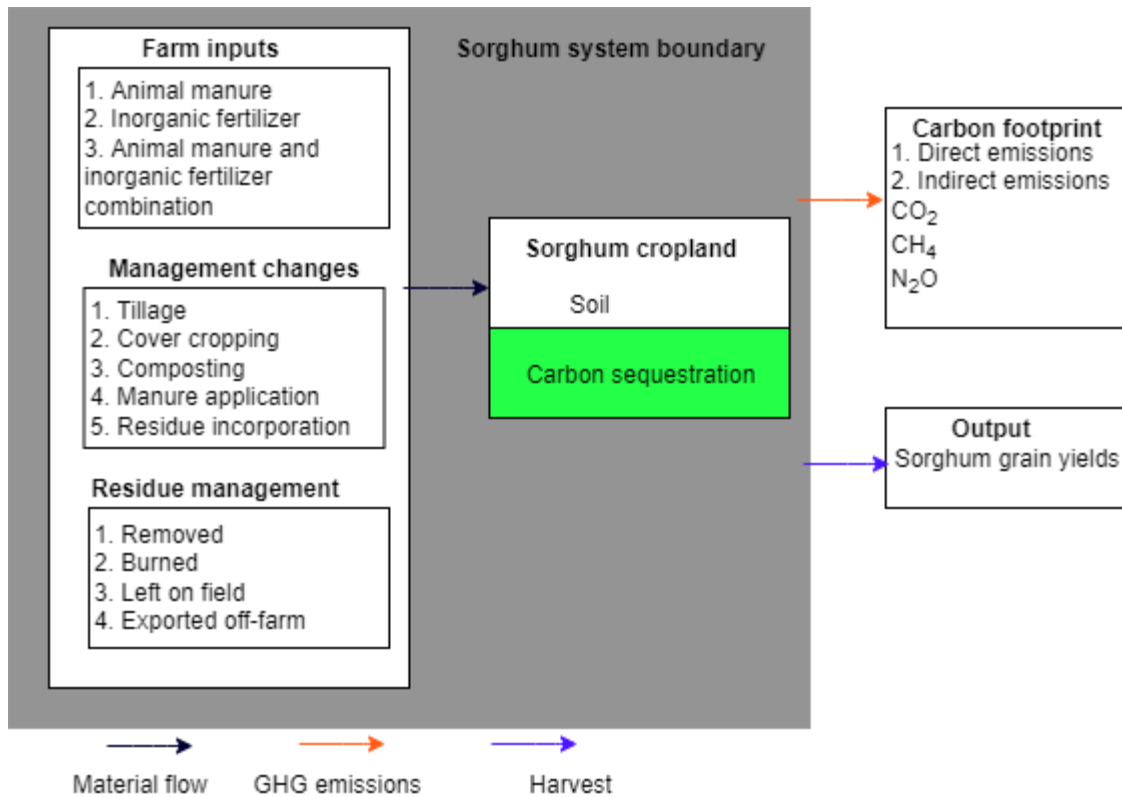 Farm inputs
1. Animal manure
2. Inorganic fertilizer
3. Animal manure and
inorganic fertilizer
combination
Management changes
1. Tillage
2. Cover cropping
3. Composting
4. Manure application
5. Residue incorporation
Residue management
1. Removed
2. Burned
3. Left on field
4. Exported off-farm
Sorghum system boundary
Sorghum cropland
Soil
Carbon sequestration
Carbon footprint
1. Direct emissions
2. Indirect emissions
CO₂
CH₄
N₂O
Output
Sorghum grain yields
Material flow
GHG emissions
Harvest